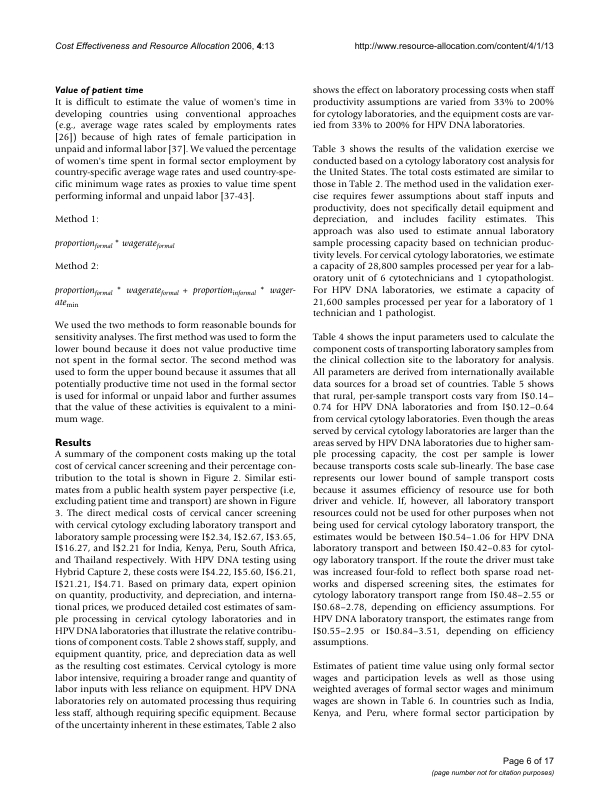 Cost Effectiveness and Resource Allocation 2006, 4:13
http://www.resource-allocation.com/content/4/1/13
Value of patient time
It is difficult to estimate the value of women's time in
developing countries using conventional approaches
(e.g., average wage rates scaled by employments rates
[26]) because of high rates of female participation in
unpaid and informal labor [37]. We valued the percentage
of women's time spent in formal sector employment by
country-specific average wage rates and used country-spe-
cific minimum wage rates as proxies to value time spent
performing informal and unpaid labor [37-43].
Method 1:
proportionformal * wagerateformal
Method 2:
proportionformal * wagerateformal + proportioninformal * wager-
atemin
We used the two methods to form reasonable bounds for
sensitivity analyses. The first method was used to form the
lower bound because it does not value productive time
not spent in the formal sector. The second method was
used to form the upper bound because it assumes that all
potentially productive time not used in the formal sector
is used for informal or unpaid labor and further assumes
that the value of these activities is equivalent to a mini-
mum wage.
Results
A summary of the component costs making up the total
cost of cervical cancer screening and their percentage con-
tribution to the total is shown in Figure 2. Similar esti-
mates from a public health system payer perspective (i.e,
excluding patient time and transport) are shown in Figure
3. The direct medical costs of cervical cancer screening
with cervical cytology excluding laboratory transport and
laboratory sample processing were I$2.34, I$2.67, I$3.65,
I$16.27, and I$2.21 for India, Kenya, Peru, South Africa,
and Thailand respectively. With HPV DNA testing using
Hybrid Capture 2, these costs were I$4.22, I$5.60, I$6.21,
I$21.21, I$4.71. Based on primary data, expert opinion
on quantity, productivity, and depreciation, and interna-
tional prices, we produced detailed cost estimates of sam-
ple processing in cervical cytology laboratories and in
HPV DNA laboratories that illustrate the relative contribu-
tions of component costs. Table 2 shows staff, supply, and
equipment quantity, price, and depreciation data as well
as the resulting cost estimates. Cervical cytology is more
labor intensive, requiring a broader range and quantity of
labor inputs with less reliance on equipment. HPV DNA
laboratories rely on automated processing thus requiring
less staff, although requiring specific equipment. Because
of the uncertainty inherent in these estimates, Table 2 also
shows the effect on laboratory processing costs when staff
productivity assumptions are varied from 33% to 200%
for cytology laboratories, and the equipment costs are var-
ied from 33% to 200% for HPV DNA laboratories.
Table 3 shows the results of the validation exercise we
conducted based on a cytology laboratory cost analysis for
the United States. The total costs estimated are similar to
those in Table 2. The method used in the validation exer-
cise requires fewer assumptions about staff inputs and
productivity, does not specifically detail equipment and
depreciation, and includes facility estimates. This
approach was also used to estimate annual laboratory
sample processing capacity based on technician produc-
tivity levels. For cervical cytology laboratories, we estimate
a capacity of 28,800 samples processed per year for a lab-
oratory unit of 6 cytotechnicians and 1 cytopathologist.
For HPV DNA laboratories, we estimate a capacity of
21,600 samples processed per year for a laboratory of 1
technician and 1 pathologist.
Table 4 shows the input parameters used to calculate the
component costs of transporting laboratory samples from
the clinical collection site to the laboratory for analysis.
All parameters are derived from internationally available
data sources for a broad set of countries. Table 5 shows
that rural, per-sample transport costs vary from I$0.14–
0.74 for HPV DNA laboratories and from I$0.12–0.64
from cervical cytology laboratories. Even though the areas
served by cervical cytology laboratories are larger than the
areas served by HPV DNA laboratories due to higher sam-
ple processing capacity, the cost per sample is lower
because transports costs scale sub-linearly. The base case
represents our lower bound of sample transport costs
because it assumes efficiency of resource use for both
driver and vehicle. If, however, all laboratory transport
resources could not be used for other purposes when not
being used for cervical cytology laboratory transport, the
estimates would be between I$0.54–1.06 for HPV DNA
laboratory transport and between I$0.42–0.83 for cytol-
ogy laboratory transport. If the route the driver must take
was increased four-fold to reflect both sparse road net-
works and dispersed screening sites, the estimates for
cytology laboratory transport range from I$0.48–2.55 or
I$0.68–2.78, depending on efficiency assumptions. For
HPV DNA laboratory transport, the estimates range from
I$0.55–2.95 or I$0.84–3.51, depending on efficiency
assumptions.
Estimates of patient time value using only formal sector
wages and participation levels as well as those using
weighted averages of formal sector wages and minimum
wages are shown in Table 6. In countries such as India,
Kenya, and Peru, where formal sector participation by
Page 6 of 17
(page number not for citation purposes)